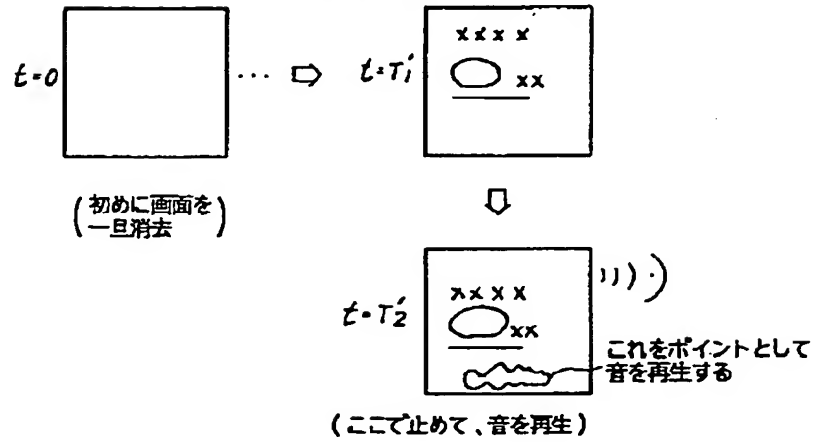 t=0
... ⇨
t=T₁'
xxxx
xx
(初めに画面を
一旦消去)
t=T₂'
xxxx
xx
これをポイントとして
音を再生する
(ここで止めて、音を再生)